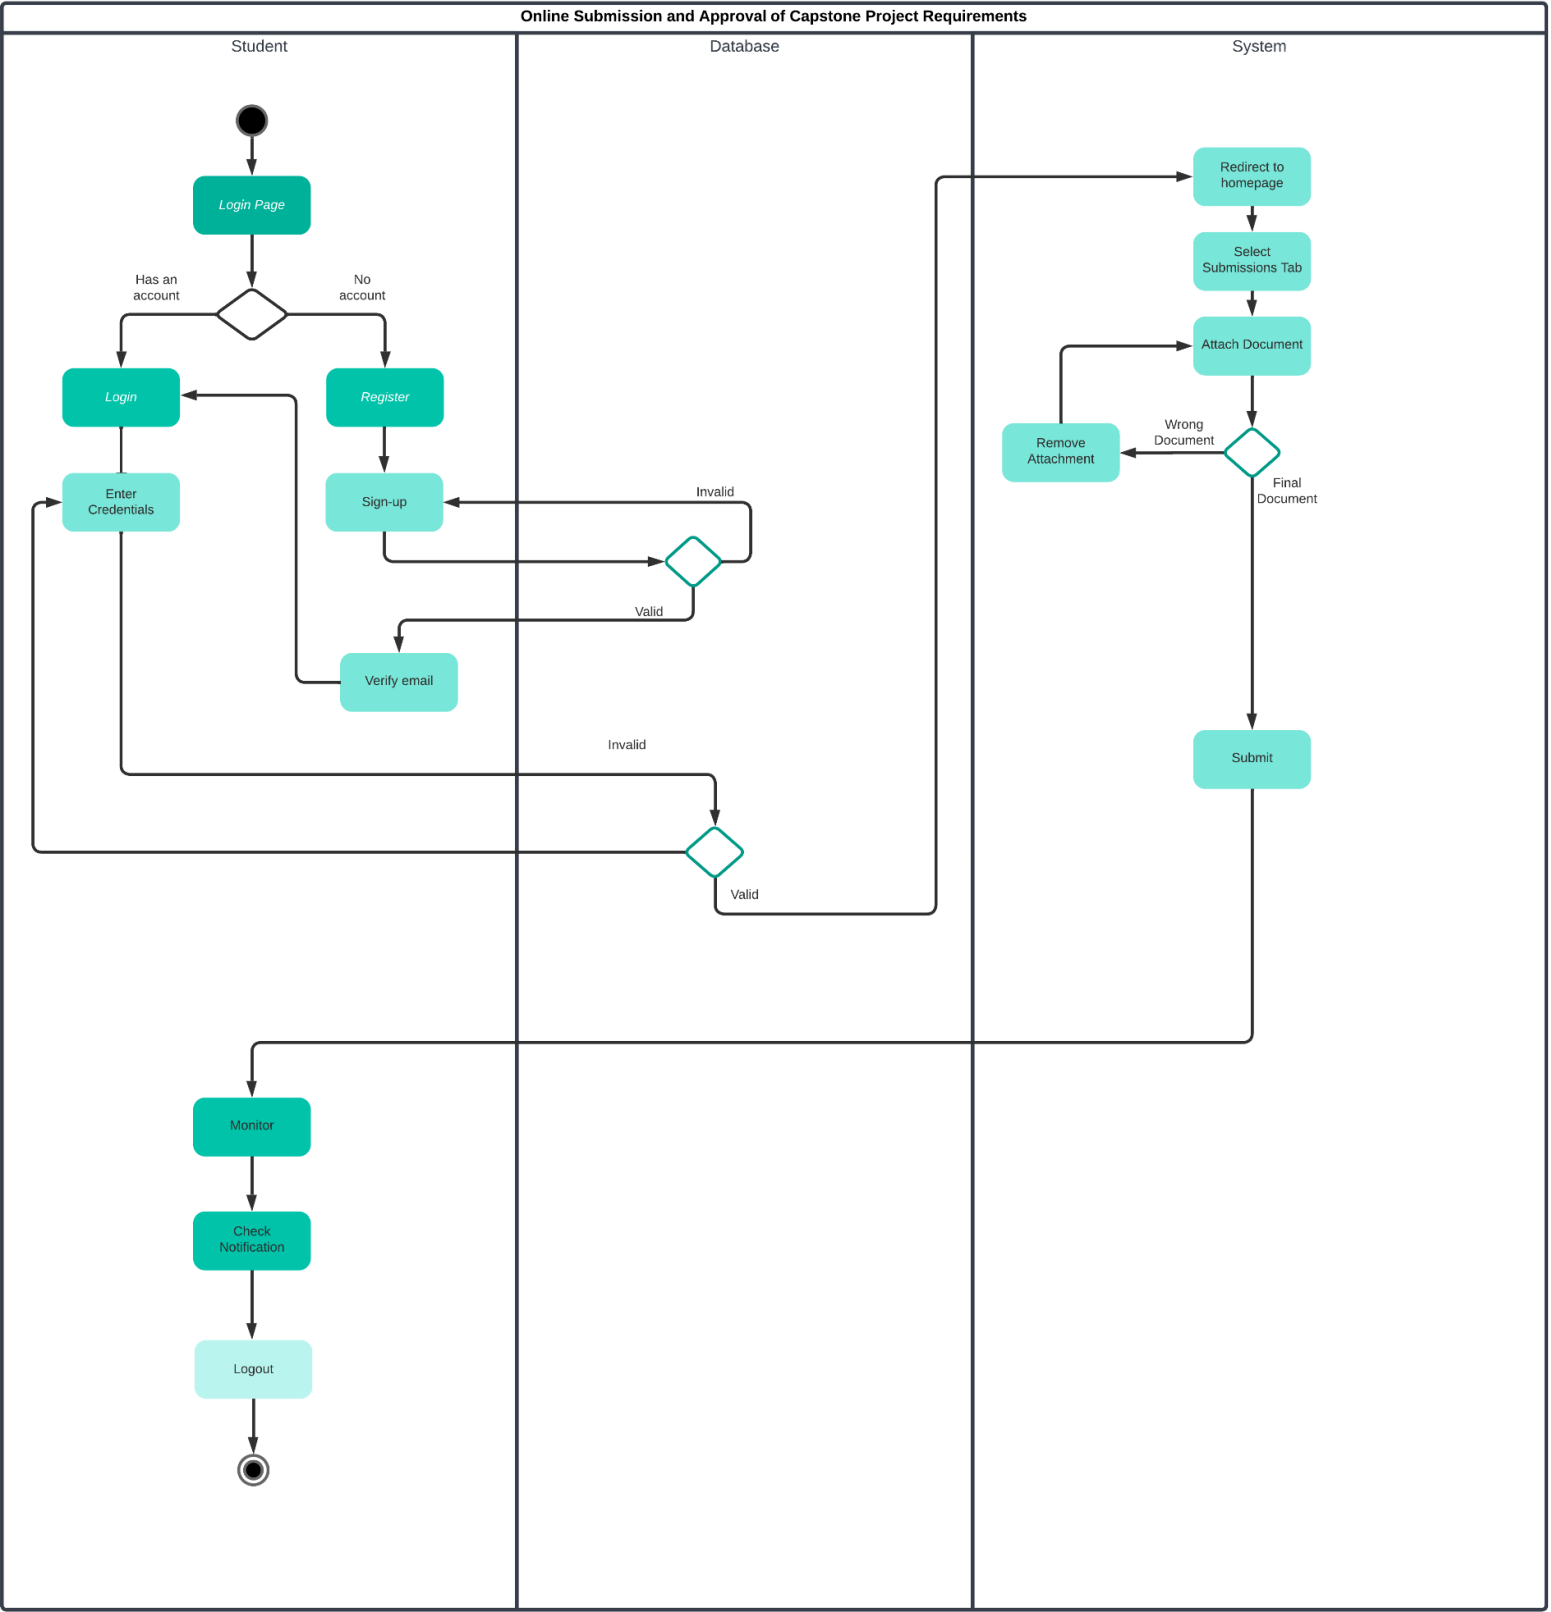 Online Submission and Approval of Capstone Project Requirements
Student
Database
System
Login Page
Has an
account
No
account
Login
Register
Enter
Credentials
Sign-up
Invalid
Valid
Verify email
Invalid
Valid
Redirect to
homepage
Select
Submissions Tab
Attach Document
Wrong
Document
Remove
Attachment
Final
Document
Submit
Monitor
Check
Notification
Logout